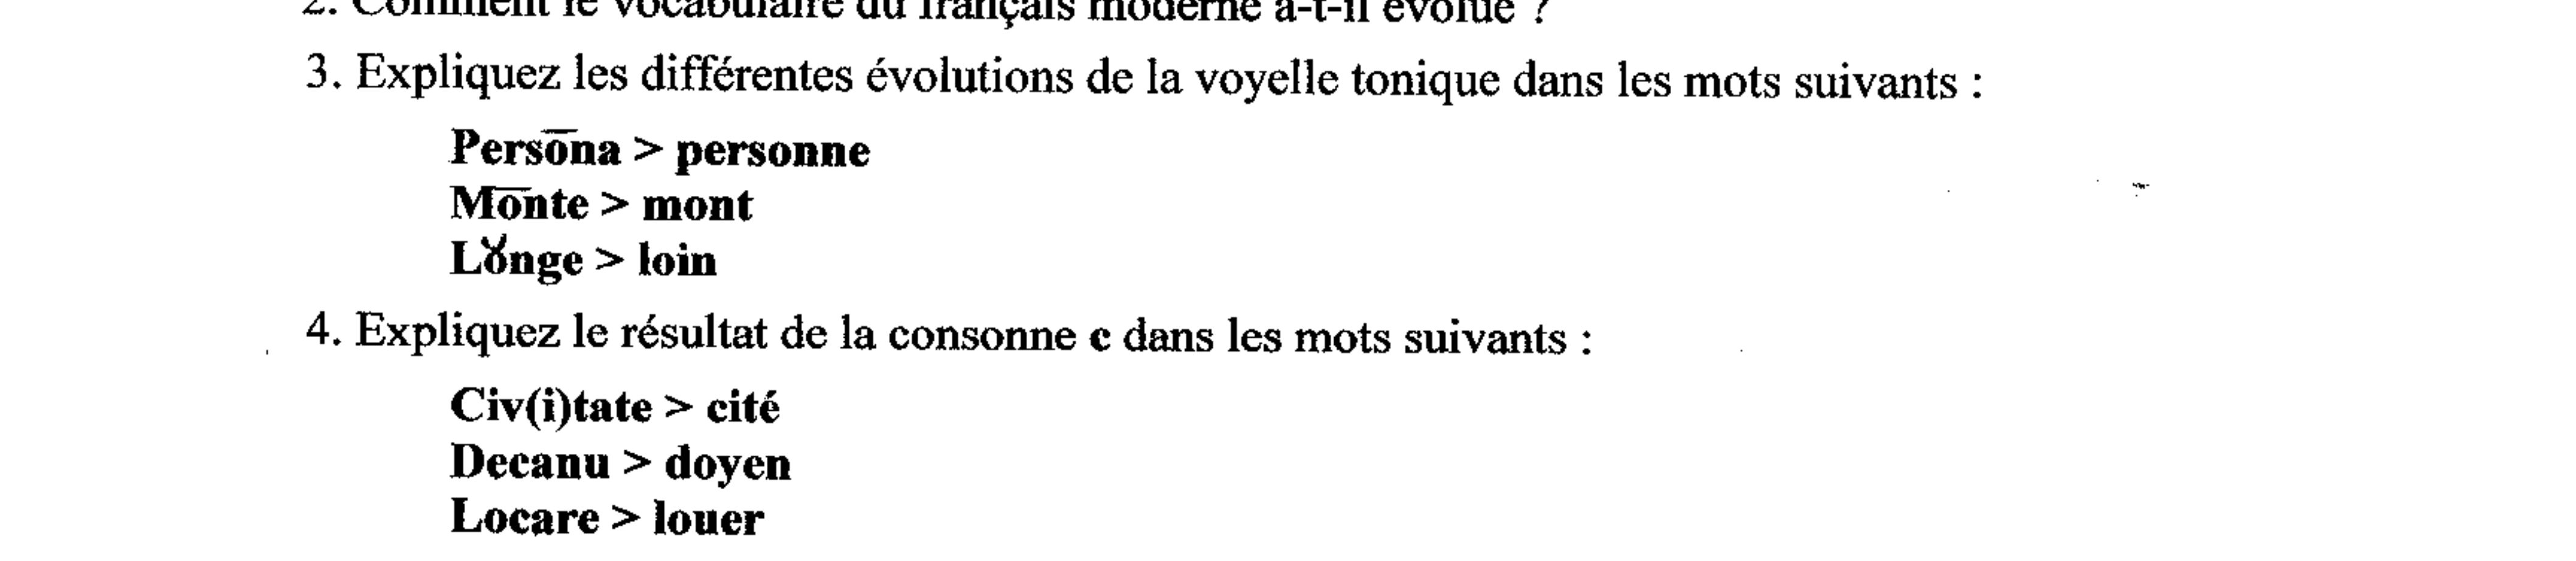 2. Comment le vocabulaire du français moderne a-t-il évolué ?
3. Expliquez les différentes évolutions de la voyelle tonique dans les mots suivants :
Persōna > personne
Mōnte > mont
Lŏnge > loin
4. Expliquez le résultat de la consonne c dans les mots suivants :
Civ(i)tate > cité
Decanu > doyen
Locare > louer